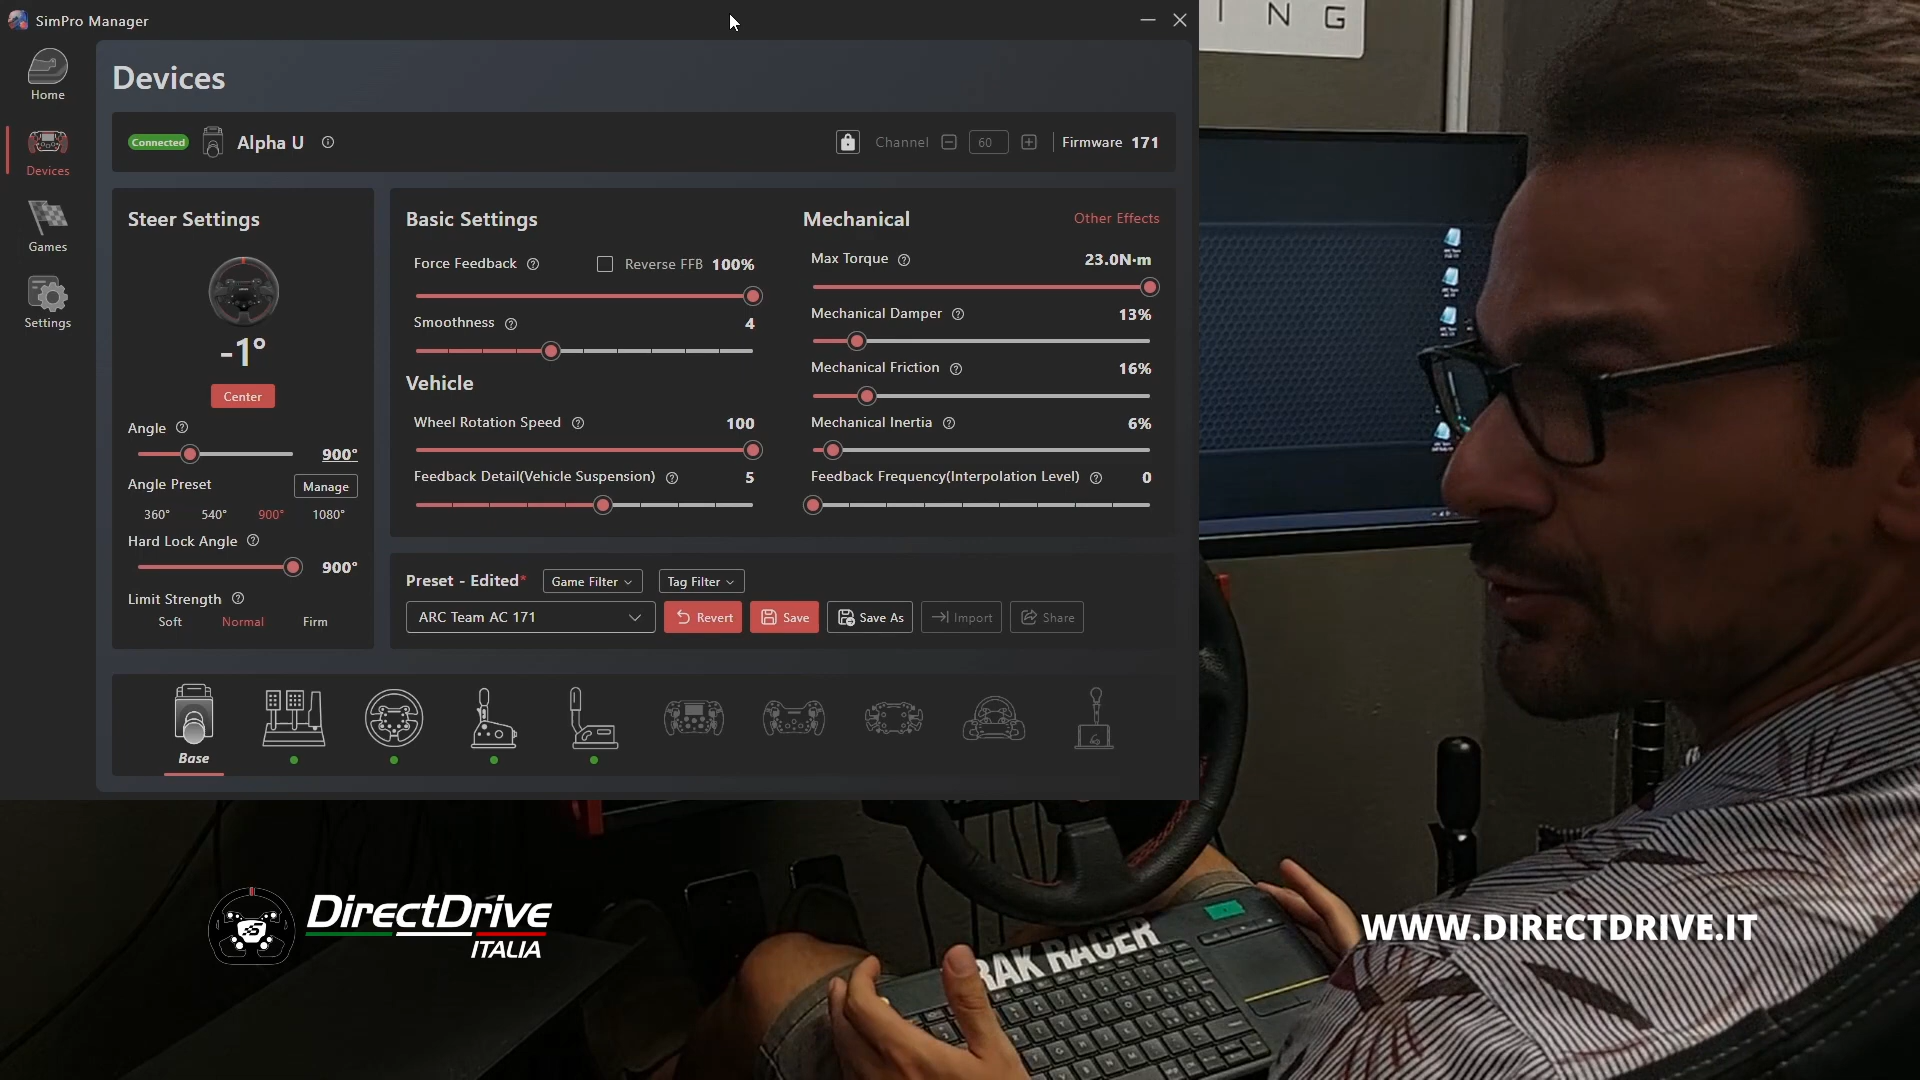 SimPro Manager
Home
Devices
Games
Settings
Devices
Connected
Alpha U
Channel
60
Firmware 171
Steer Settings
-1°
Center
Angle
900°
Angle Preset
Manage
360° 540° 900° 1080°
Hard Lock Angle
900°
Limit Strength
Soft Normal Firm
Basic Settings
Force Feedback
Reverse FFB 100%
Smoothness
4
Vehicle
Wheel Rotation Speed
100
Feedback Detail(Vehicle Suspension)
5
Mechanical
Other Effects
Max Torque
23.0N·m
Mechanical Damper
13%
Mechanical Friction
16%
Mechanical Inertia
6%
Feedback Frequency(Interpolation Level)
0
Preset - Edited*
Game Filter
Tag Filter
ARC Team AC 171
Revert
Save
Save As
Import
Share
Base
DirectDrive
ITALIA
WWW.DIRECTDRIVE.IT
RAK RACER
NG